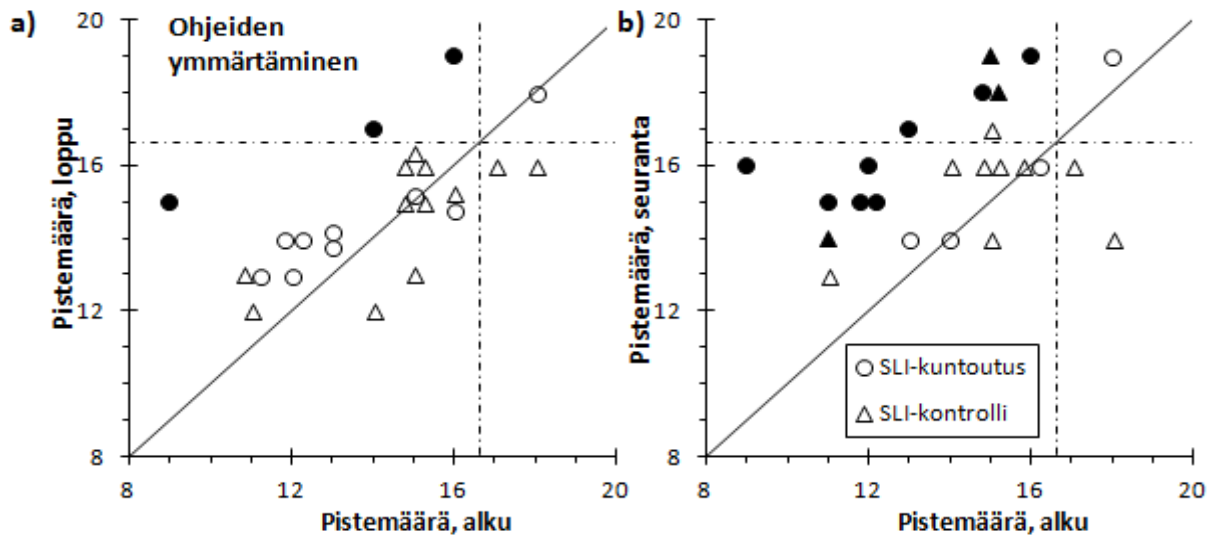 a)
Ohjeiden
ymmärtäminen
Pistemäärä, loppu
20
16
12
8
8 12 16 20
Pistemäärä, alku
b)
Pistemäärä, seuranta
20
16
12
8
SLI-kuntoutus
SLI-kontrolli
8 12 16 20
Pistemäärä, alku